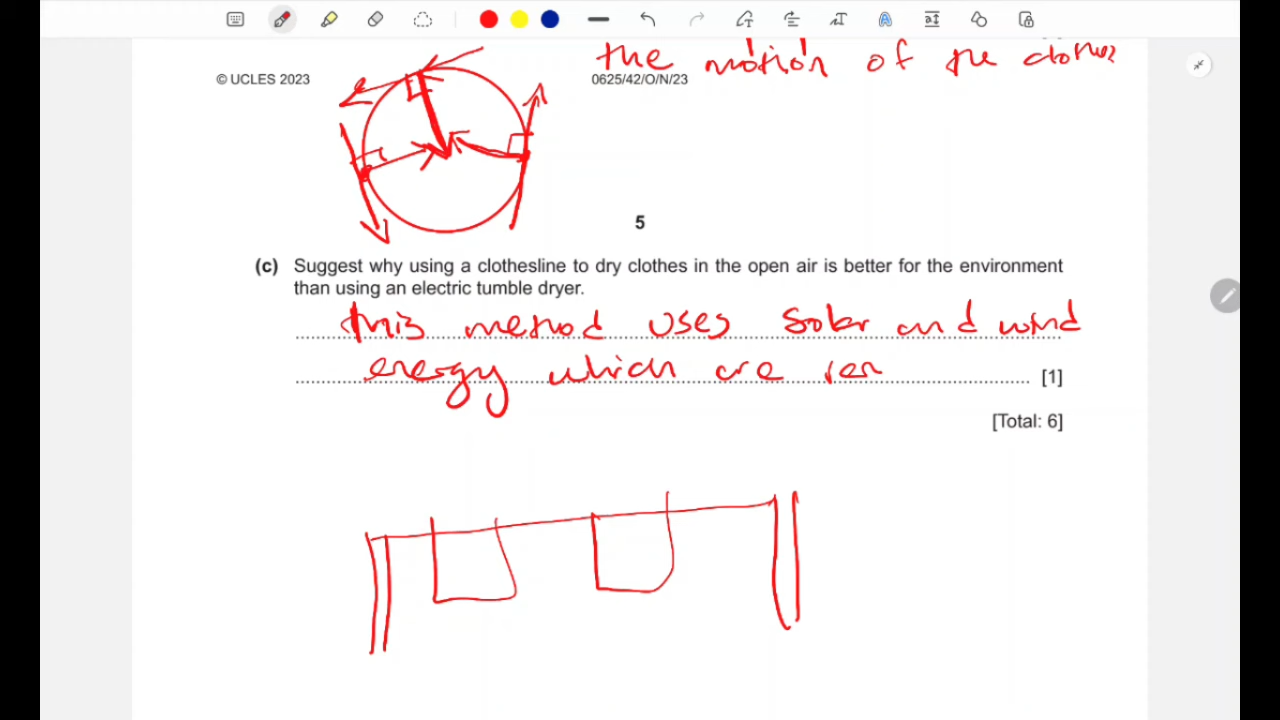 the motion of the clothes
© UCLES 2023
0625/42/O/N/23
5
(c) Suggest why using a clothesline to dry clothes in the open air is better for the environment
than using an electric tumble dryer.
this method uses solar and wind
energy which are ren
[1]
[Total: 6]